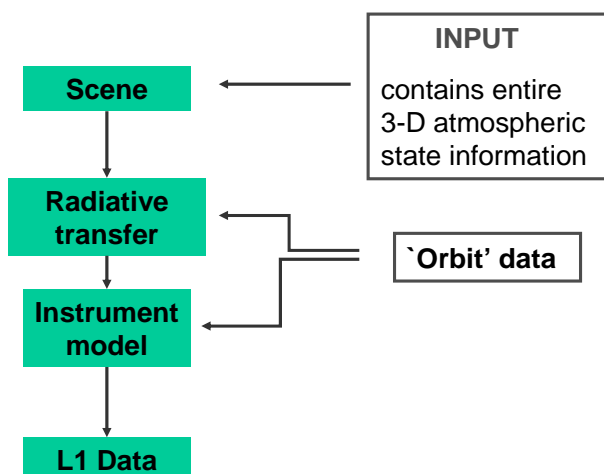 INPUT
contains entire
3-D atmospheric
state information
Scene
Radiative
transfer
`Orbit’ data
Instrument
model
L1 Data